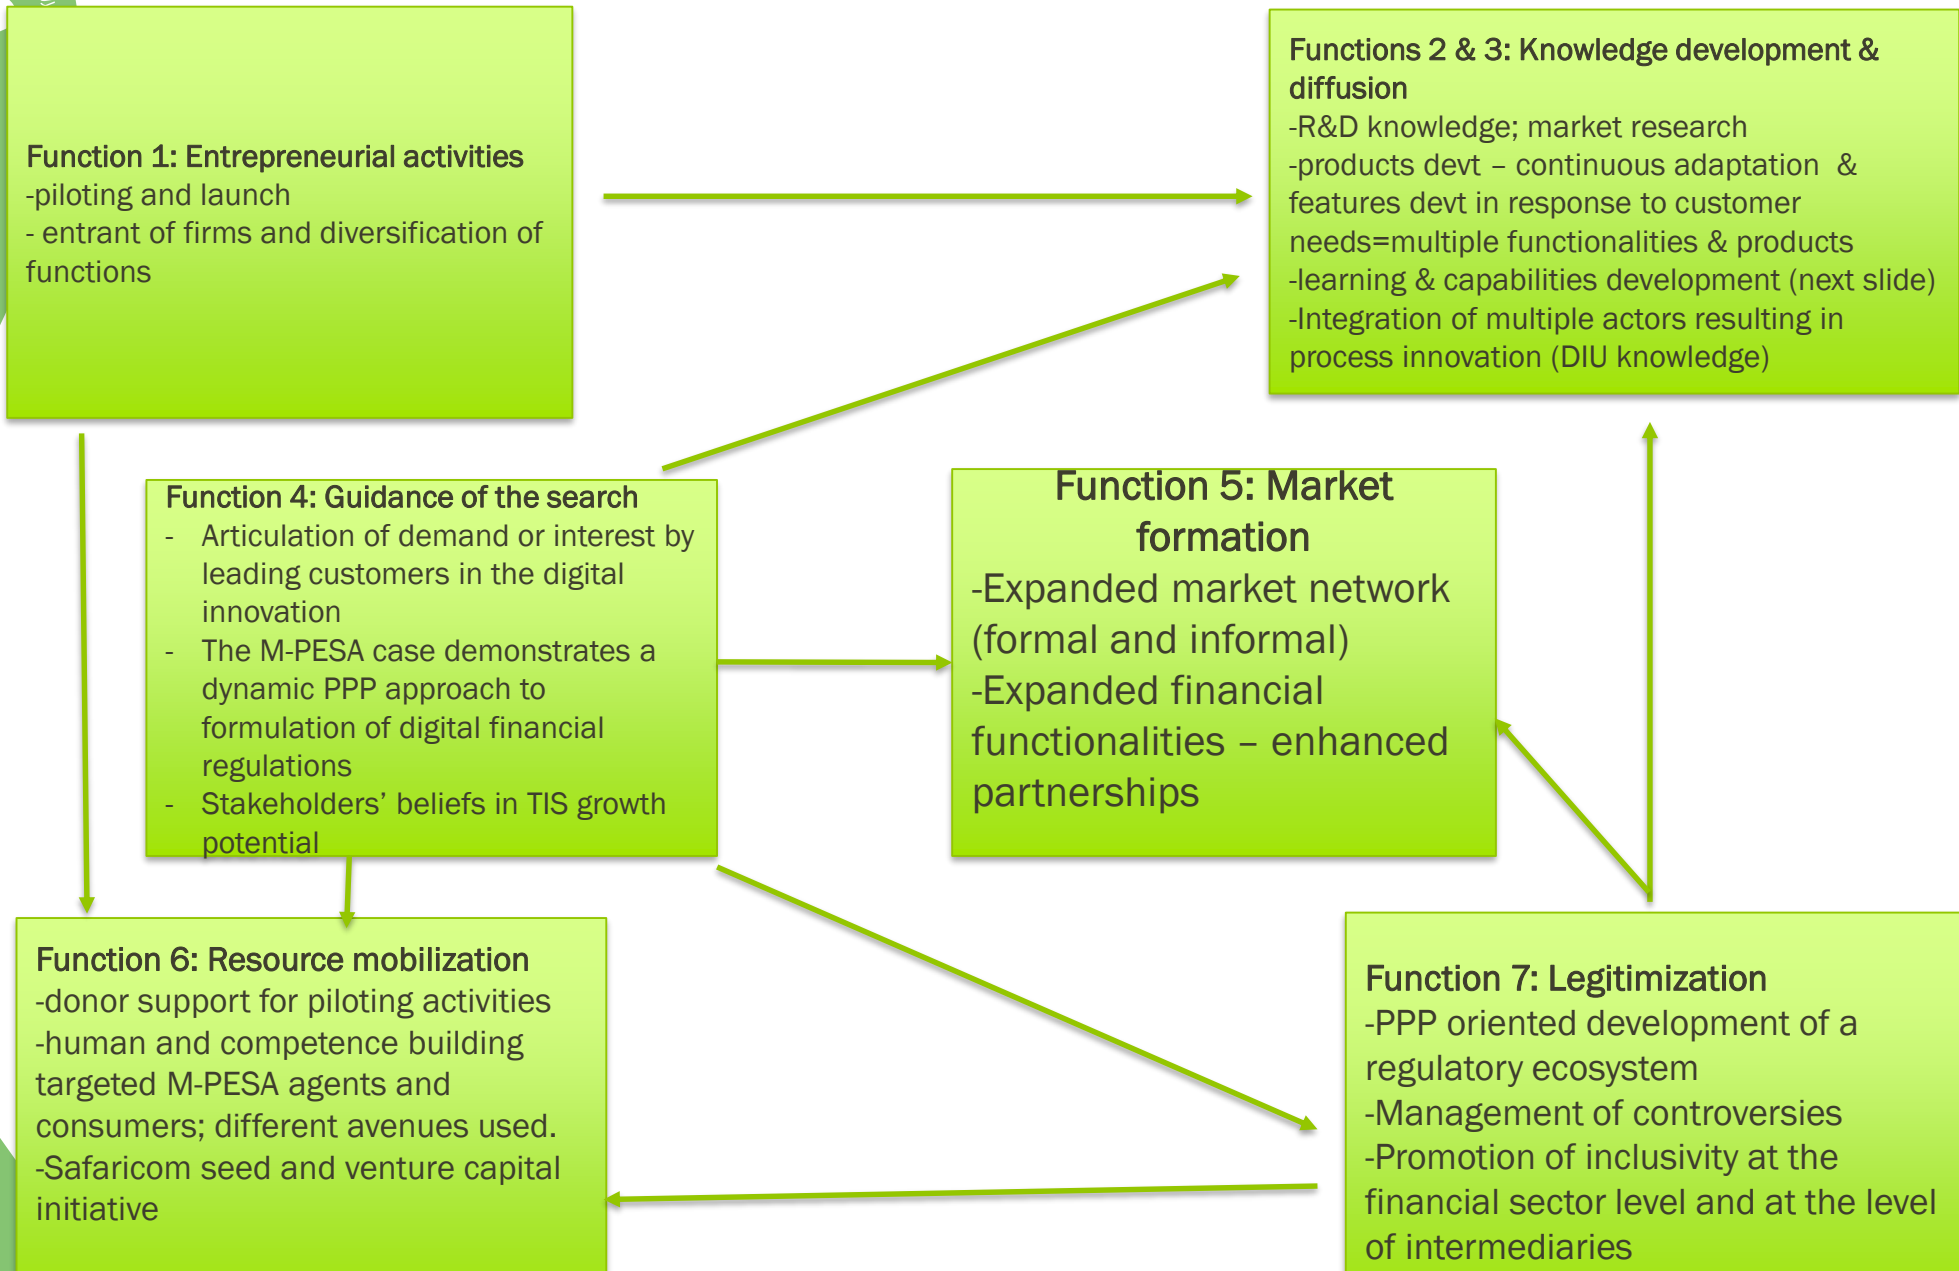 Function 1: Entrepreneurial activities
-piloting and launch
- entrant of firms and diversification of
functions
Functions 2 & 3: Knowledge development &
diffusion
-R&D knowledge; market research
-products devt – continuous adaptation  &
features devt in response to customer
needs=multiple functionalities & products
-learning & capabilities development (next slide)
-Integration of multiple actors resulting in
process innovation (DIU knowledge)
Function 4: Guidance of the search
- Articulation of demand or interest by
leading customers in the digital
innovation
- The M-PESA case demonstrates a
dynamic PPP approach to
formulation of digital financial
regulations
- Stakeholders’ beliefs in TIS growth
potential
Function 5: Market
formation
-Expanded market network
(formal and informal)
-Expanded financial
functionalities – enhanced
partnerships
Function 6: Resource mobilization
-donor support for piloting activities
-human and competence building
targeted M-PESA agents and
consumers; different avenues used.
-Safaricom seed and venture capital
initiative
Function 7: Legitimization
-PPP oriented development of a
regulatory ecosystem
-Management of controversies
-Promotion of inclusivity at the
financial sector level and at the level
of intermediaries